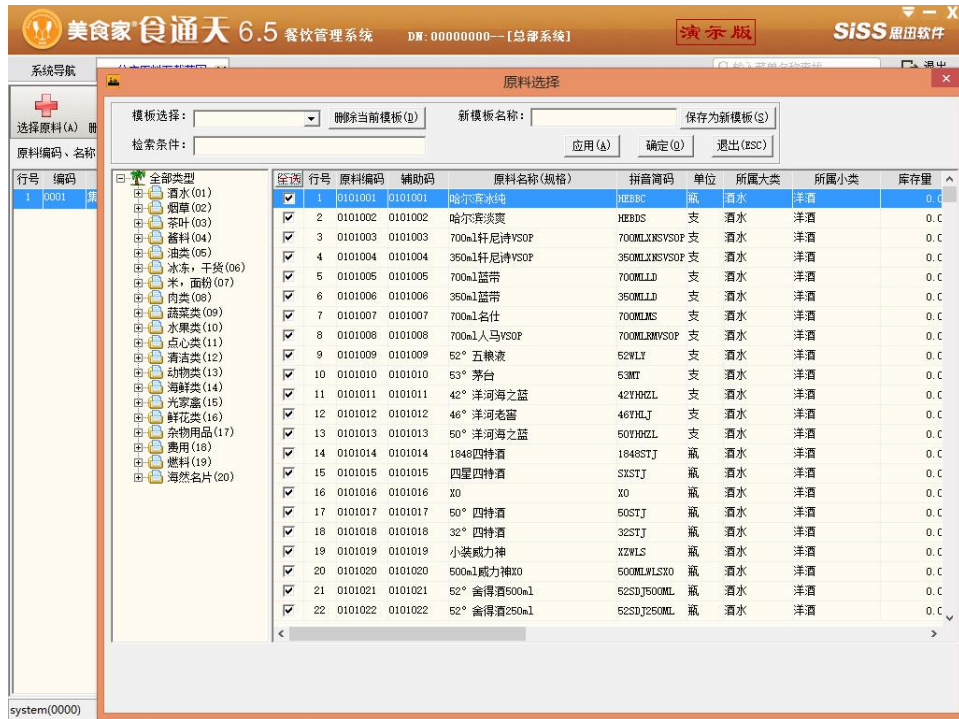 美食家 食通天 6.5 餐饮管理系统 DN:00000000--[总部系统] 演示版 SiSS 思迅软件
系统导航
原料选择
选择原料(A)
模板选择: 删除当前模板(D) 新模板名称: 保存为新模板(S)
检索条件: 应用(A) 确定(O) 退出(ESC)
原料编码、名称
行号 编码
1 0001
全部类型
酒水(01)
烟草(02)
茶叶(03)
酱料(04)
油类(05)
冰冻,干货(06)
米,面粉(07)
肉类(08)
蔬菜类(09)
水果类(10)
点心类(11)
清洁类(12)
动物类(13)
海鲜类(14)
光家禽(15)
鲜花类(16)
杂物用品(17)
费用(18)
燃料(19)
海然名片(20)
全选 行号 原料编码 辅助码 原料名称(规格) 拼音简码 单位 所属大类 所属小类 库存量
1 0101001 0101001 哈尔滨冰纯 HEBBC 瓶 酒水 洋酒 0.0
2 0101002 0101002 哈尔滨淡爽 HEBDS 支 酒水 洋酒 0.0
3 0101003 0101003 700ml轩尼诗VSOP 700MLXNSVSOP 支 酒水 洋酒 0.0
4 0101004 0101004 350ml轩尼诗VSOP 350MLXNSVSOP 支 酒水 洋酒 0.0
5 0101005 0101005 700ml蓝带 700MLLD 支 酒水 洋酒 0.0
6 0101006 0101006 350ml蓝带 350MLLD 支 酒水 洋酒 0.0
7 0101007 0101007 700ml名仕 700MLMS 支 酒水 洋酒 0.0
8 0101008 0101008 700ml人马VSOP 700MLRMVSOP 支 酒水 洋酒 0.0
9 0101009 0101009 52° 五粮液 52WLY 支 酒水 洋酒 0.0
10 0101010 0101010 53° 茅台 53MT 支 酒水 洋酒 0.0
11 0101011 0101011 42° 洋河海之蓝 42YHHZL 支 酒水 洋酒 0.0
12 0101012 0101012 46° 洋河老窖 46YHLJ 支 酒水 洋酒 0.0
13 0101013 0101013 50° 洋河海之蓝 50YHHZL 支 酒水 洋酒 0.0
14 0101014 0101014 1848四特酒 1848STJ 瓶 酒水 洋酒 0.0
15 0101015 0101015 四星四特酒 SXSTJ 瓶 酒水 洋酒 0.0
16 0101016 0101016 XO XO 瓶 酒水 洋酒 0.0
17 0101017 0101017 50° 四特酒 50STJ 瓶 酒水 洋酒 0.0
18 0101018 0101018 32° 四特酒 32STJ 瓶 酒水 洋酒 0.0
19 0101019 0101019 小装威力神 XZWLS 瓶 酒水 洋酒 0.0
20 0101020 0101020 500ml威力神XO 500MLWLSXO 瓶 酒水 洋酒 0.0
21 0101021 0101021 52° 舍得酒500ml 52SDJ500ML 瓶 酒水 洋酒 0.0
22 0101022 0101022 52° 舍得酒250ml 52SDJ250ML 瓶 酒水 洋酒 0.0
system(0000)